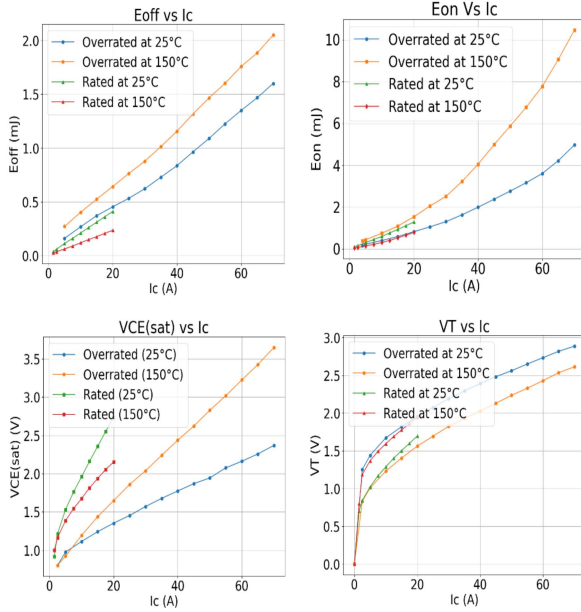 Eoff vs Ic
Overrated at 25°C
Overrated at 150°C
Rated at 25°C
Rated at 150°C
2.0
1.5
1.0
0.5
0.0
Eoff (mJ)
0 20 40 60
Ic (A)
Eon Vs Ic
Overrated at 25°C
Overrated at 150°C
Rated at 25°C
Rated at 150°C
10
8
6
4
2
0
Eon (mJ)
0 20 40 60
Ic (A)
VCE(sat) vs Ic
Overrated (25°C)
Overrated (150°C)
Rated (25°C)
Rated (150°C)
3.5
3.0
2.5
2.0
1.5
1.0
VCE(sat) (V)
0 20 40 60
Ic (A)
VT vs Ic
Overrated at 25°C
Overrated at 150°C
Rated at 25°C
Rated at 150°C
3.0
2.5
2.0
1.5
1.0
0.5
0.0
VT (V)
0 10 20 30 40 50 60 70
Ic (A)